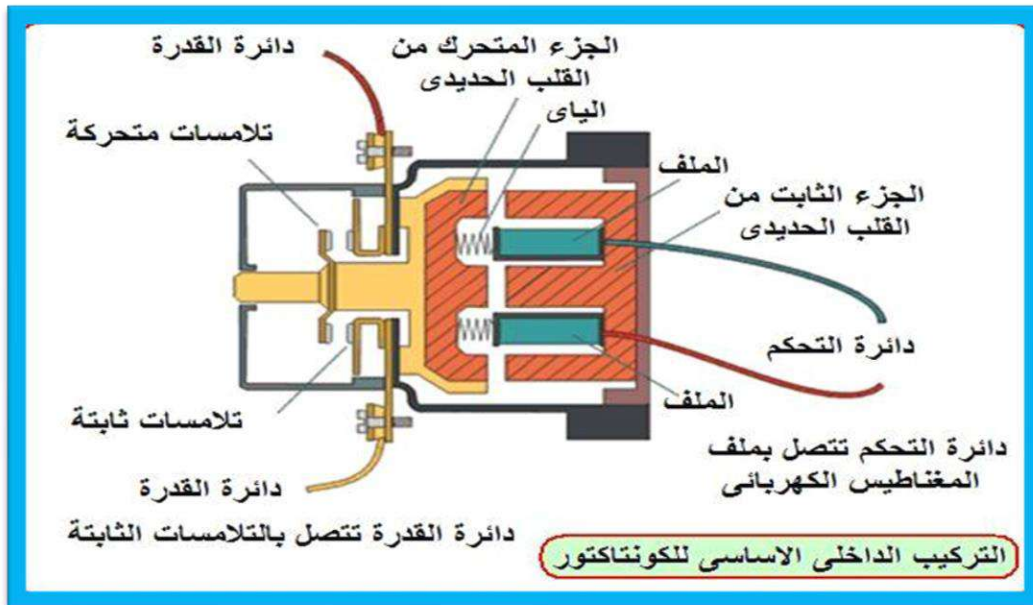 دائرة القدرة
الجزء المتحرك من
القلب الحديدى
الياى
تلامسات متحركة
الملف
الجزء الثابت من
القلب الحديدى
دائرة التحكم
الملف
تلامسات ثابتة
دائرة التحكم تتصل بملف
المغناطيس الكهربائى
دائرة القدرة
دائرة القدرة تتصل بالتلامسات الثابتة
التركيب الداخلى الاساسى للكونتاكتور